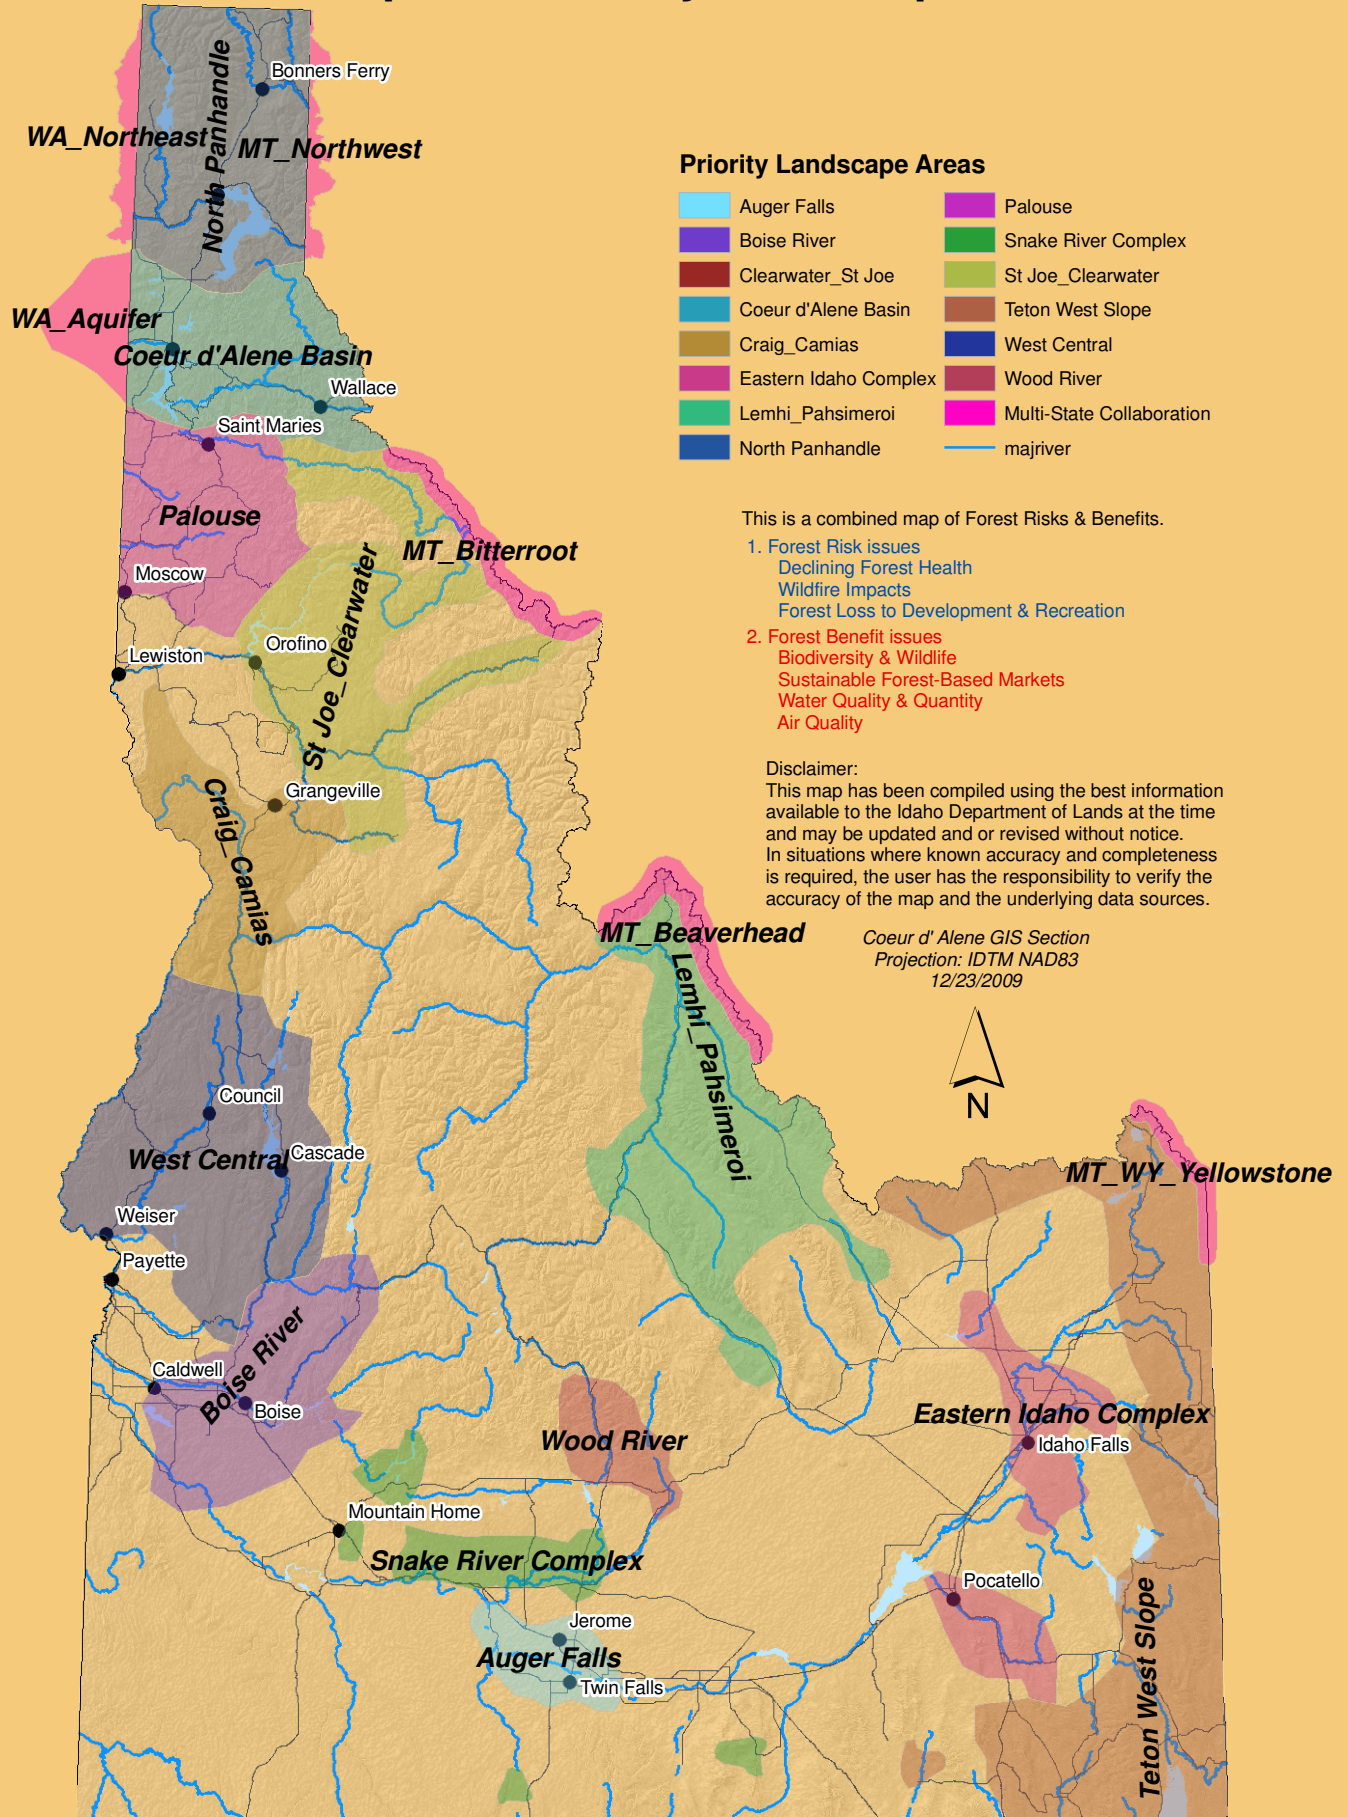 Bonners Ferry
North Panhandle
WA_Northeast
MT_Northwest
WA_Aquifer
Coeur d'Alene Basin
Wallace
Saint Maries
Palouse
MT_Bitterroot
Moscow
St Joe_Clearwater
Orofino
Lewiston
Grangeville
Craig_Camias
MT_Beaverhead
Lemhi_Pahsimeroi
Council
West Central
Cascade
Weiser
Payette
MT_WY_Yellowstone
Boise River
Caldwell
Boise
Wood River
Eastern Idaho Complex
Idaho Falls
Mountain Home
Snake River Complex
Pocatello
Jerome
Auger Falls
Twin Falls
Teton West Slope
Priority Landscape Areas
Auger Falls
Boise River
Clearwater_St Joe
Coeur d'Alene Basin
Craig_Camias
Eastern Idaho Complex
Lemhi_Pahsimeroi
North Panhandle
Palouse
Snake River Complex
St Joe_Clearwater
Teton West Slope
West Central
Wood River
Multi-State Collaboration
majriver
This is a combined map of Forest Risks & Benefits.
1. Forest Risk issues
Declining Forest Health
Wildfire Impacts
Forest Loss to Development & Recreation
2. Forest Benefit issues
Biodiversity & Wildlife
Sustainable Forest-Based Markets
Water Quality & Quantity
Air Quality
Disclaimer:
This map has been compiled using the best information
available to the Idaho Department of Lands at the time
and may be updated and or revised without notice.
In situations where known accuracy and completeness
is required, the user has the responsibility to verify the
accuracy of the map and the underlying data sources.
Coeur d' Alene GIS Section
Projection: IDTM NAD83
12/23/2009
N